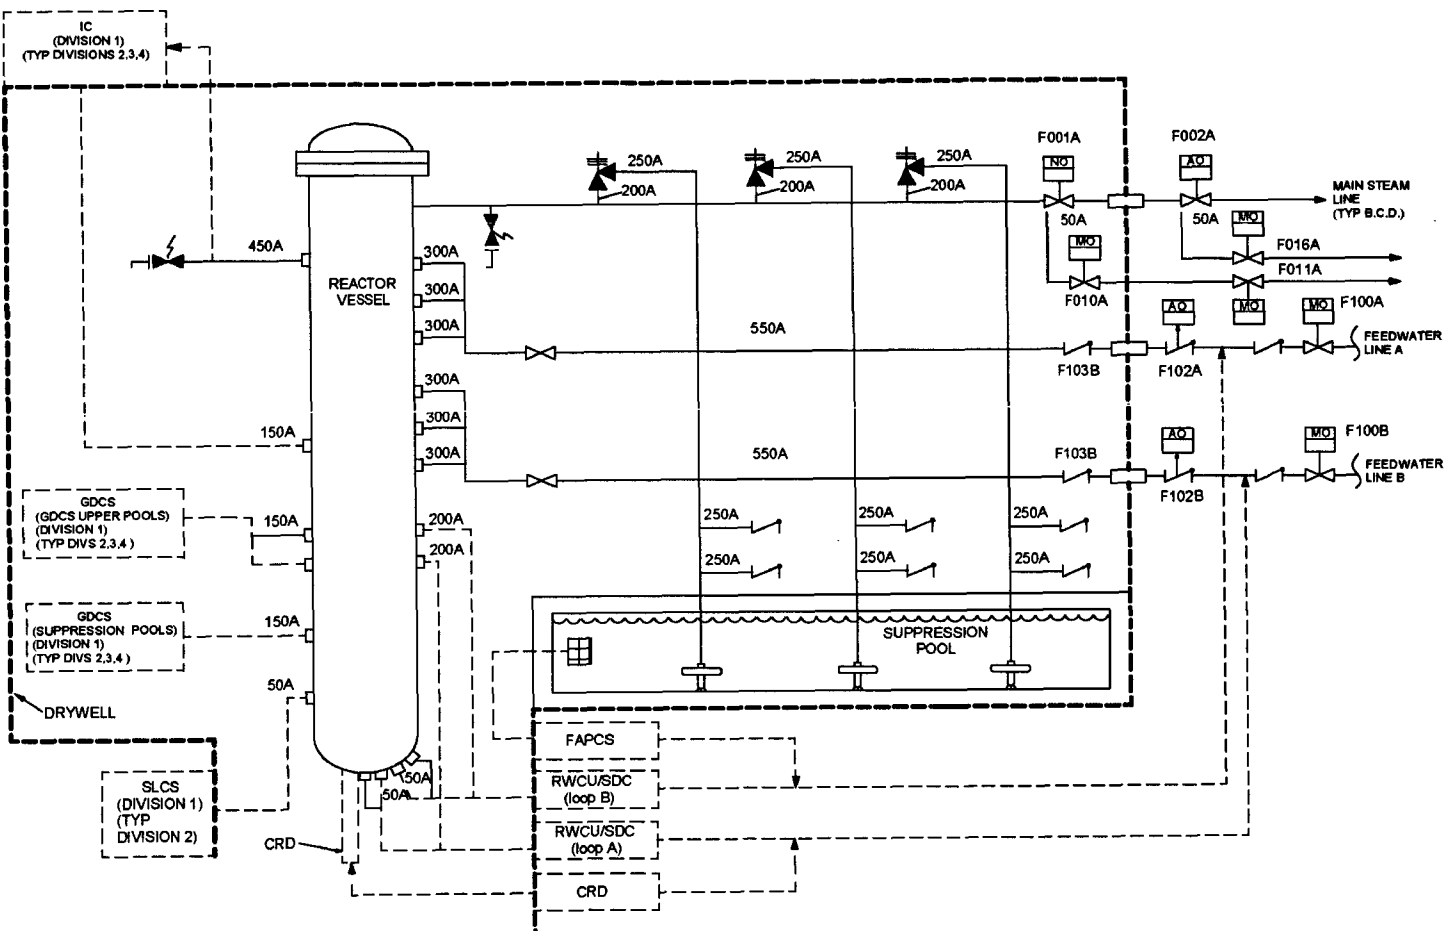 IC
(DIVISION 1)
(TYP DIVISIONS 2,3,4)
F001A
F002A
NO
AO
250A
250A
250A
200A
200A
200A
MAIN STEAM
LINE
(TYP B.C.D.)
50A
50A
MO
MO
F016A
F011A
F010A
MO
450A
300A
300A
300A
REACTOR
VESSEL
550A
AO
MO
F100A
FEEDWATER
LINE A
F103B
F102A
300A
300A
300A
150A
550A
F103B
AO
MO
F100B
FEEDWATER
LINE B
F102B
GDCS
(GDCS UPPER POOLS)
(DIVISION 1)
(TYP DIVS 2,3,4 )
150A
200A
200A
250A
250A
250A
250A
250A
250A
GDCS
(SUPPRESSION POOLS)
(DIVISION 1)
(TYP DIVS 2,3,4 )
150A
SUPPRESSION
POOL
50A
DRYWELL
SLCS
(DIVISION 1)
(TYP
DIVISION 2)
50A
50A
CRD
FAPCS
RWCU/SDC
(loop B)
RWCU/SDC
(loop A)
CRD